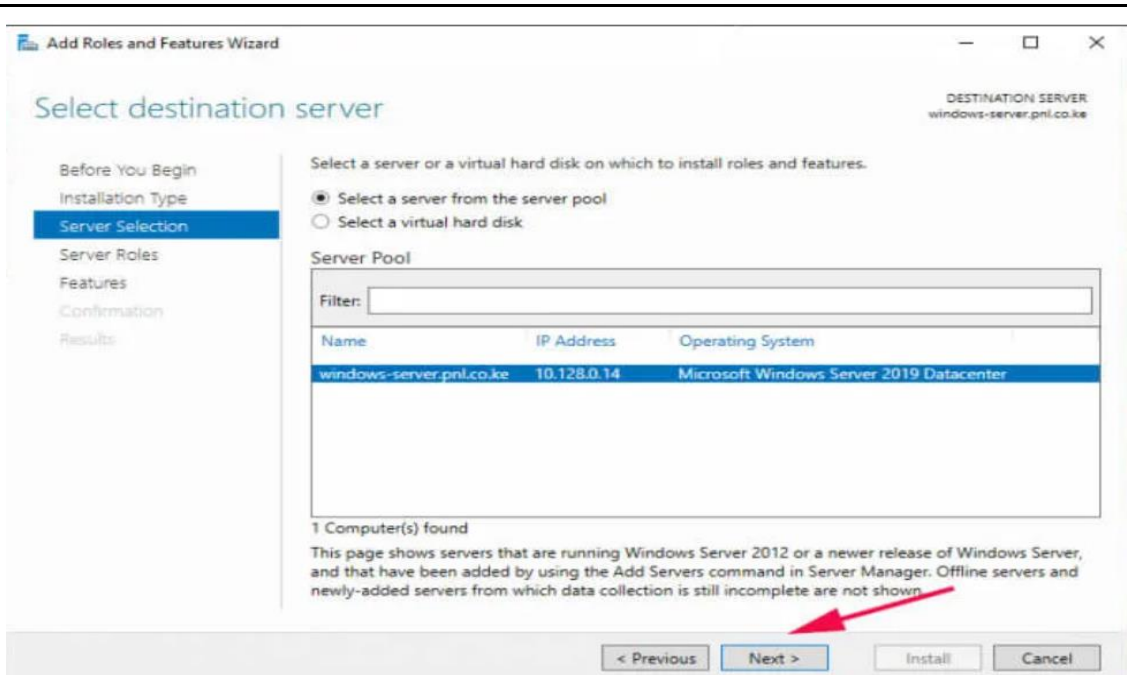 Add Roles and Features Wizard
Select destination server
DESTINATION SERVER
windows-server.pnl.co.ke
Before You Begin
Installation Type
Server Selection
Server Roles
Features
Confirmation
Results
Select a server or a virtual hard disk on which to install roles and features.
Select a server from the server pool
Select a virtual hard disk
Server Pool
Filter:
Name IP Address Operating System
windows-server.pnl.co.ke 10.128.0.14 Microsoft Windows Server 2019 Datacenter
1 Computer(s) found
This page shows servers that are running Windows Server 2012 or a newer release of Windows Server,
and that have been added by using the Add Servers command in Server Manager. Offline servers and
newly-added servers from which data collection is still incomplete are not shown.
< Previous Next > Install Cancel